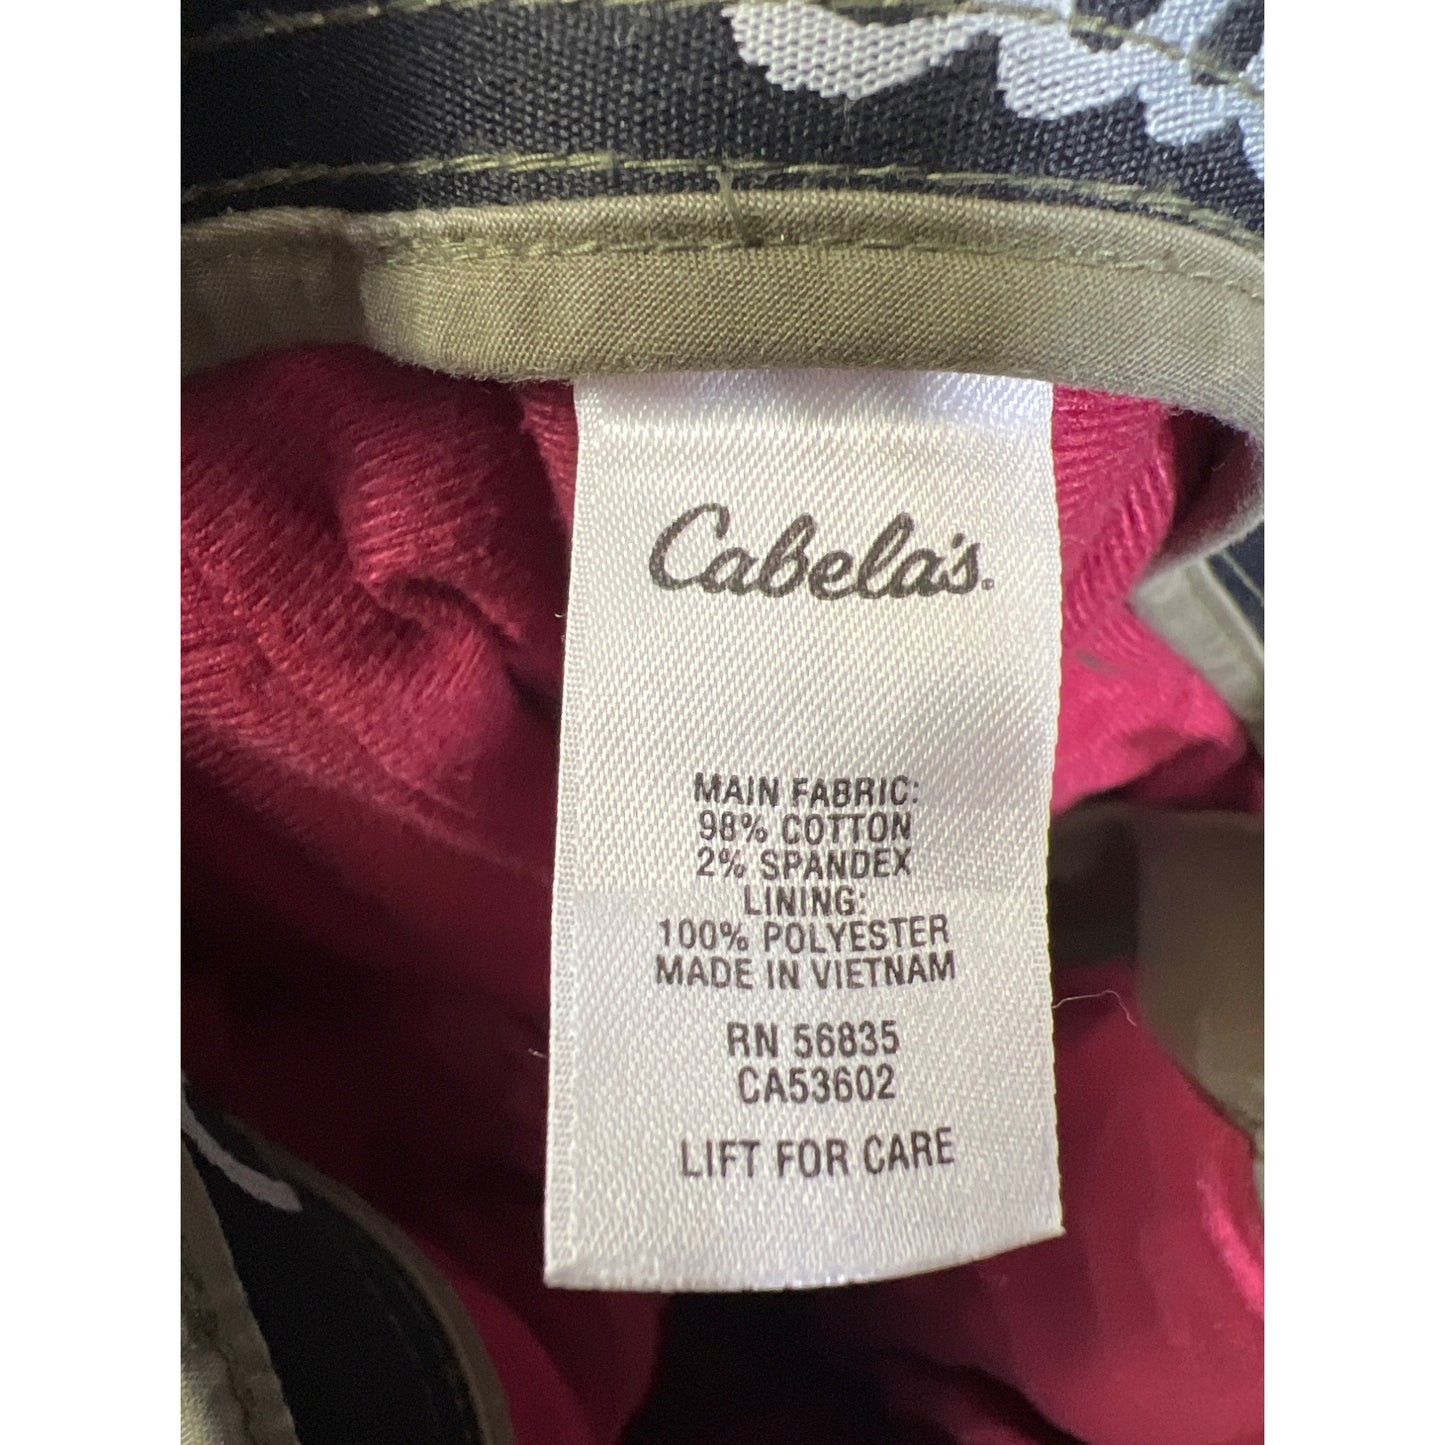 Cabela's.
MAIN FABRIC:
98% COTTON
2% SPANDEX
LINING:
100% POLYESTER
MADE IN VIETNAM
RN 56835
CA53602
LIFT FOR CARE